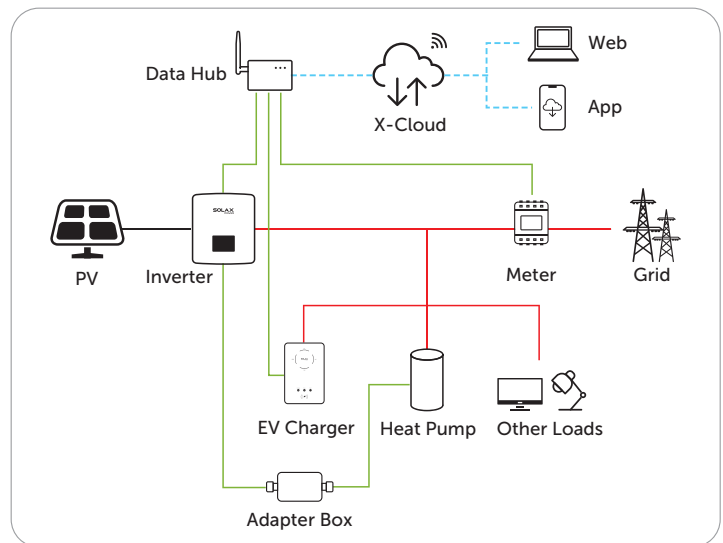 Data Hub
X-Cloud
Web
App
SOLAX
PV
Inverter
Meter
Grid
EV Charger
Heat Pump
Other Loads
Adapter Box